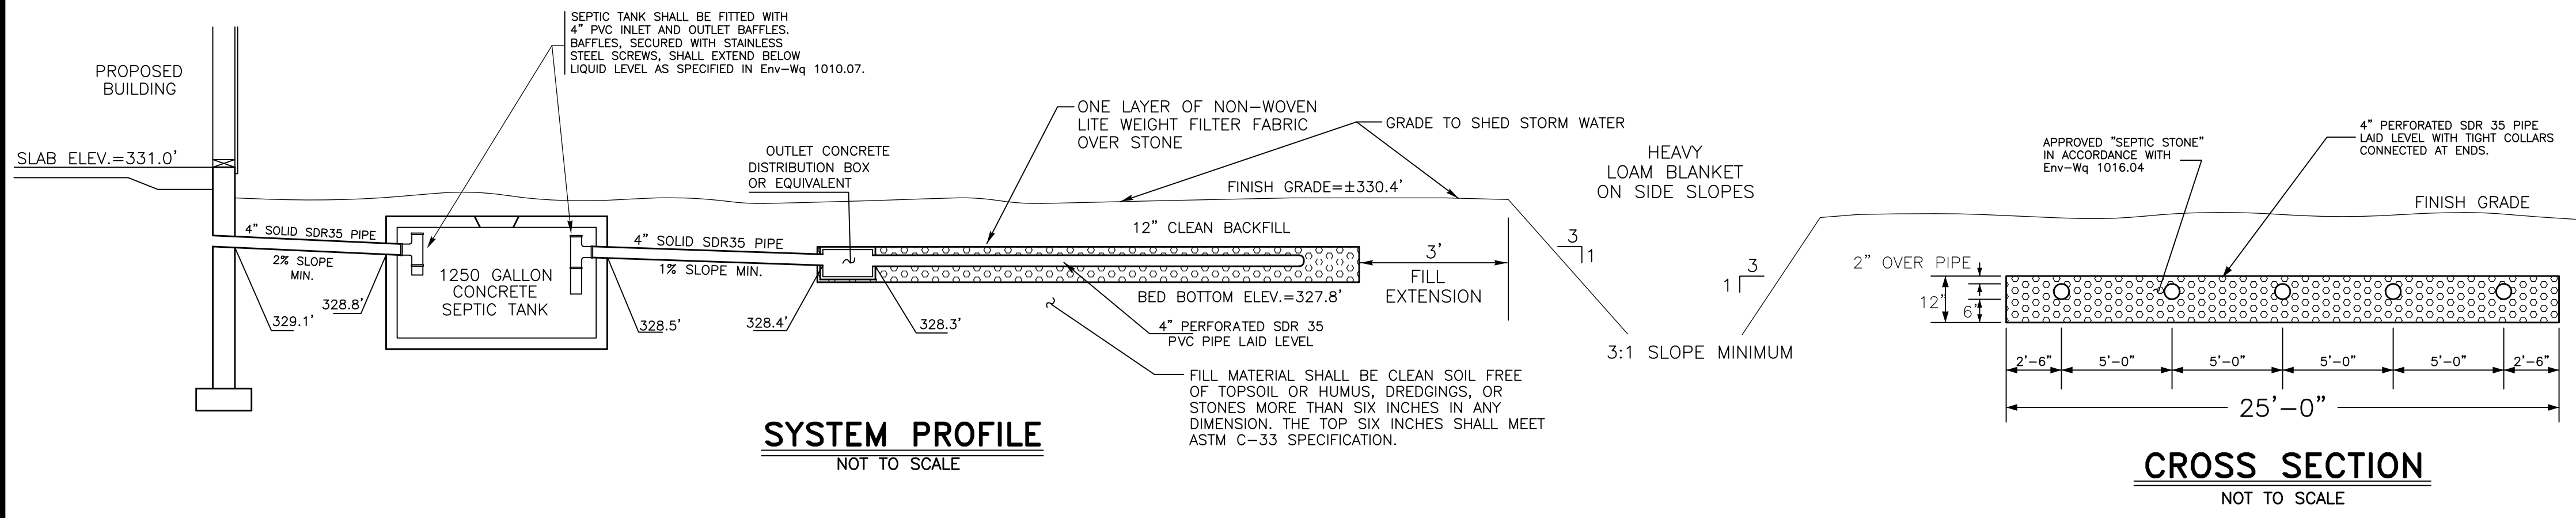 SEPTIC TANK SHALL BE FITTED WITH
4" PVC INLET AND OUTLET BAFFLES.
BAFFLES, SECURED WITH STAINLESS
STEEL SCREWS, SHALL EXTEND BELOW
LIQUID LEVEL AS SPECIFIED IN Env-Wq 1010.07.
PROPOSED
BUILDING
SLAB ELEV.=331.0'
4" SOLID SDR35 PIPE
2% SLOPE
MIN.
329.1'
328.8'
1250 GALLON
CONCRETE
SEPTIC TANK
4" SOLID SDR35 PIPE
1% SLOPE MIN.
328.5'
328.4'
328.3'
OUTLET CONCRETE
DISTRIBUTION BOX
OR EQUIVALENT
ONE LAYER OF NON-WOVEN
LITE WEIGHT FILTER FABRIC
OVER STONE
GRADE TO SHED STORM WATER
FINISH GRADE=±330.4'
12" CLEAN BACKFILL
BED BOTTOM ELEV.=327.8'
4" PERFORATED SDR 35
PVC PIPE LAID LEVEL
3'
FILL
EXTENSION
FILL MATERIAL SHALL BE CLEAN SOIL FREE
OF TOPSOIL OR HUMUS, DREDGINGS, OR
STONES MORE THAN SIX INCHES IN ANY
DIMENSION. THE TOP SIX INCHES SHALL MEET
ASTM C-33 SPECIFICATION.
SYSTEM PROFILE
NOT TO SCALE
HEAVY
LOAM BLANKET
ON SIDE SLOPES
3
1
3
1
3:1 SLOPE MINIMUM
APPROVED "SEPTIC STONE"
IN ACCORDANCE WITH
Env-Wq 1016.04
4" PERFORATED SDR 35 PIPE
LAID LEVEL WITH TIGHT COLLARS
CONNECTED AT ENDS.
FINISH GRADE
2" OVER PIPE
12"
6"
2'-6"
5'-0"
5'-0"
5'-0"
5'-0"
2'-6"
25'-0"
CROSS SECTION
NOT TO SCALE